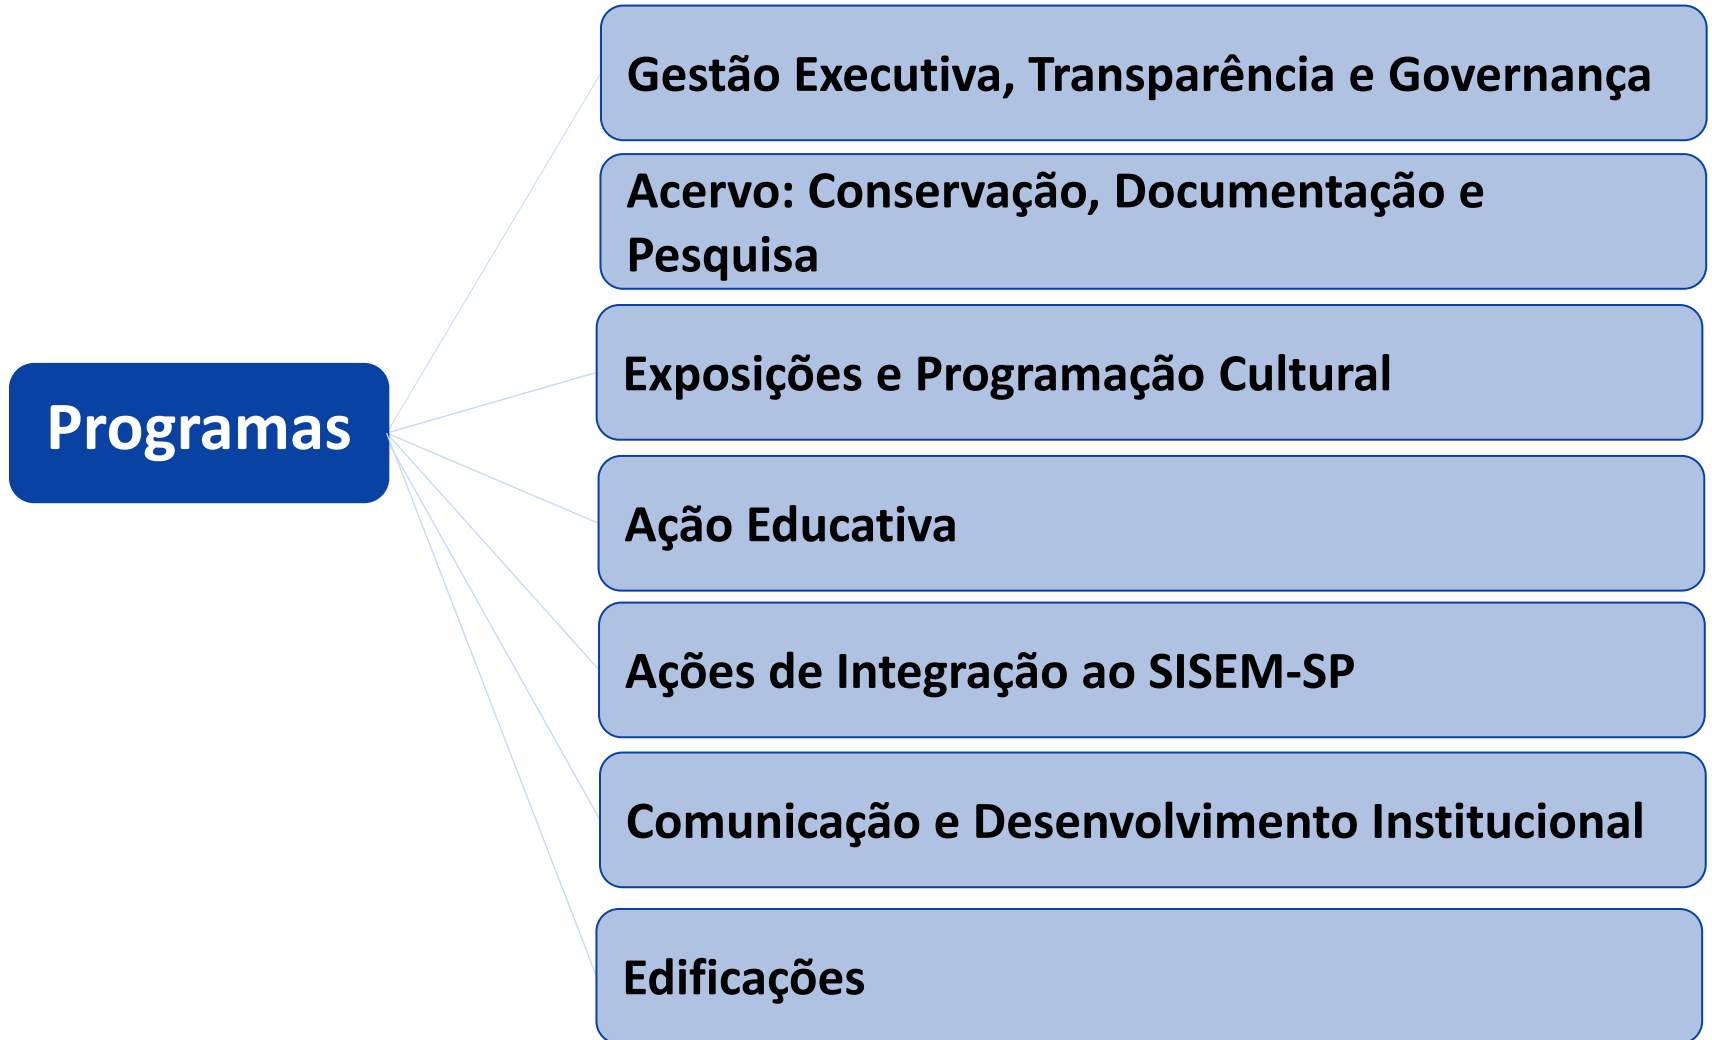 Gestão Executiva, Transparência e Governança
Acervo: Conservação, Documentação e
Pesquisa
Exposições e Programação Cultural
Programas
Ação Educativa
Ações de Integração ao SISEM-SP
Comunicação e Desenvolvimento Institucional
Edificações